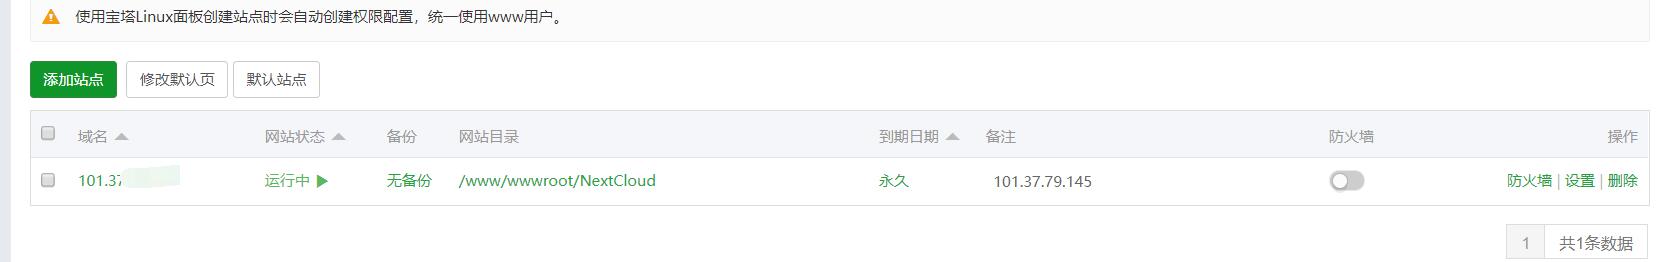 使用宝塔Linux面板创建站点时会自动创建权限配置，统一使用www用户。
添加站点 修改默认页 默认站点
域名 网站状态 备份 网站目录 到期日期 备注 防火墙 操作
101.37 运行中 无备份 /www/wwwroot/NextCloud 永久 101.37.79.145 防火墙 | 设置 | 删除
1 共1条数据